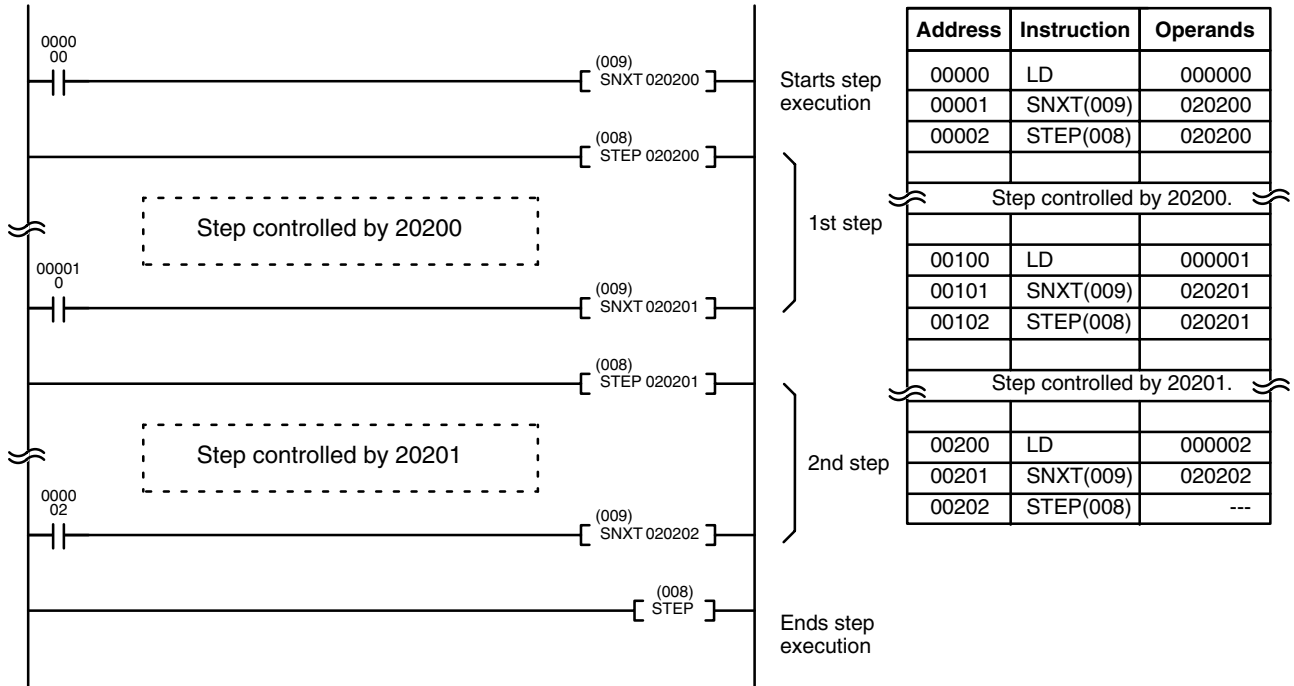 0000
00
(009)
SNXT 020200
Starts step
execution
(008)
STEP 020200
Step controlled by 20200
1st step
00001
0
(009)
SNXT 020201
(008)
STEP 020201
Step controlled by 20201
2nd step
0000
02
(009)
SNXT 020202
(008)
STEP
Ends step
execution
Address Instruction Operands
00000 LD 000000
00001 SNXT(009) 020200
00002 STEP(008) 020200
Step controlled by 20200.
00100 LD 000001
00101 SNXT(009) 020201
00102 STEP(008) 020201
Step controlled by 20201.
00200 LD 000002
00201 SNXT(009) 020202
00202 STEP(008) ---